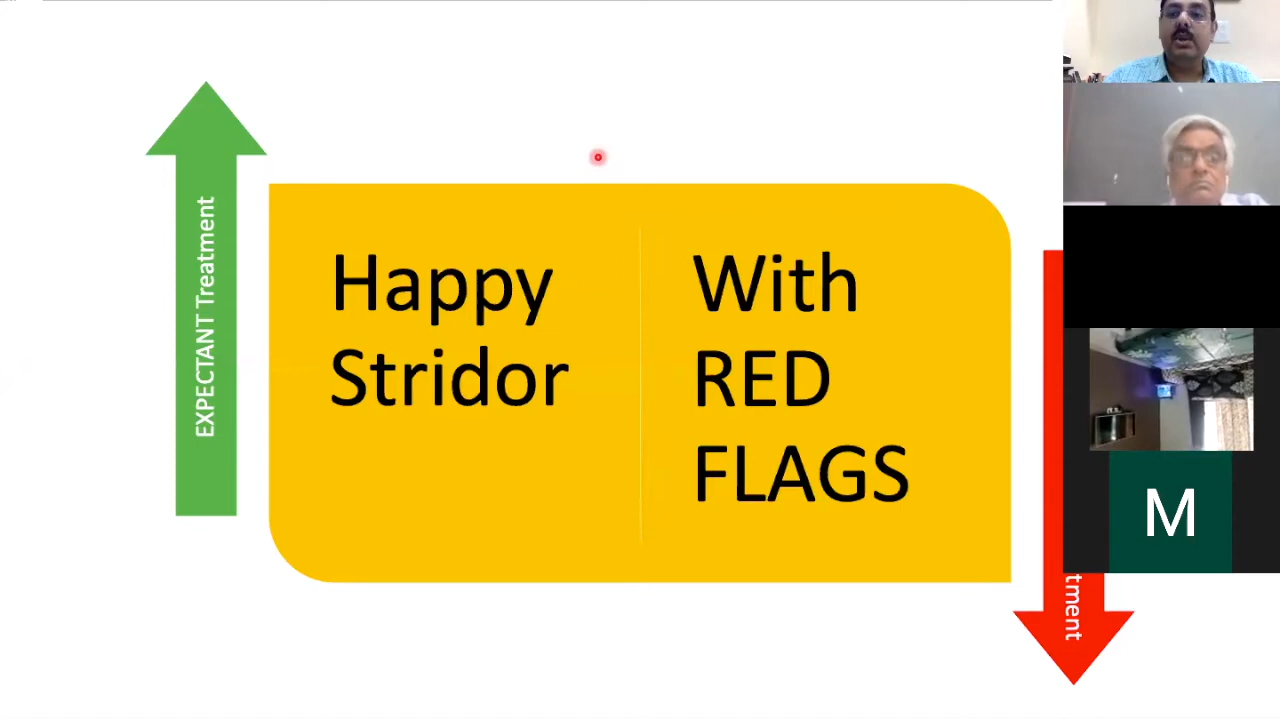 EXPECTANT Treatment
Happy
Stridor
With
RED
FLAGS
tment
M